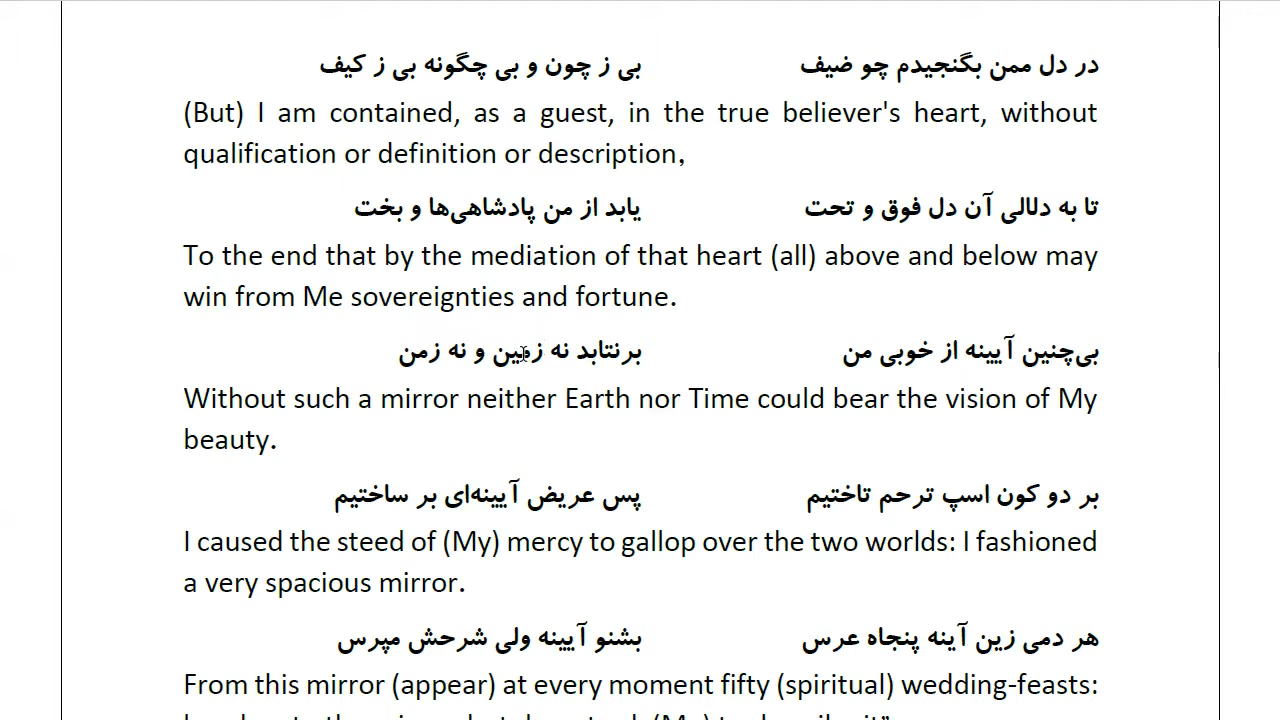 در دل ممن بگنجیدم چو ضیف بی ز چون و بی چگونه بی ز کیف
(But) I am contained, as a guest, in the true believer's heart, without
qualification or definition or description,
تا به دلالی آن دل فوق و تحت یابد از من پادشاهی‌ها و بخت
To the end that by the mediation of that heart (all) above and below may
win from Me sovereignties and fortune.
بی‌چنین آیینه از خوبی من برنتابد نه زمین و نه زمن
Without such a mirror neither Earth nor Time could bear the vision of My
beauty.
بر دو کون اسپ ترحم تاختیم پس عریض آیینه‌ای بر ساختیم
I caused the steed of (My) mercy to gallop over the two worlds: I fashioned
a very spacious mirror.
هر دمی زین آینه پنجاه عرس بشنو آیینه ولی شرحش مپرس
From this mirror (appear) at every moment fifty (spiritual) wedding-feasts: